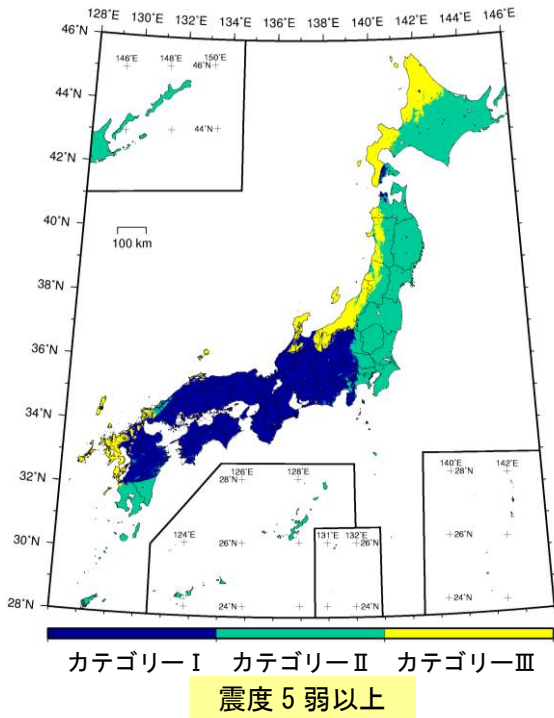 128˚E 130˚E 132˚E 134˚E 136˚E 138˚E 140˚E 142˚E 144˚E 146˚E
46˚N
146˚E 148˚E 150˚E
46˚N
44˚N
44˚N
42˚N
40˚N
100 km
38˚N
36˚N
34˚N
32˚N
126˚E 128˚E
28˚N
140˚E 142˚E
28˚N
124˚E
26˚N
131˚E 132˚E
26˚N
26˚N
30˚N
24˚N
24˚N
24˚N
28˚N
カテゴリーⅠ カテゴリーⅡ カテゴリーⅢ
震度5弱以上